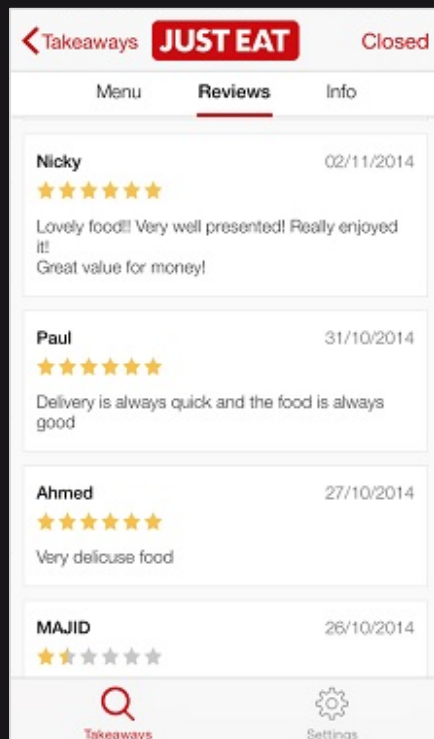 Takeaways JUST EAT Closed
Menu Reviews Info
Nicky 02/11/2014
Lovely food!! Very well presented! Really enjoyed
it!
Great value for money!
Paul 31/10/2014
Delivery is always quick and the food is always
good
Ahmed 27/10/2014
Very delicuse food
MAJID 26/10/2014
Takeaways Settings